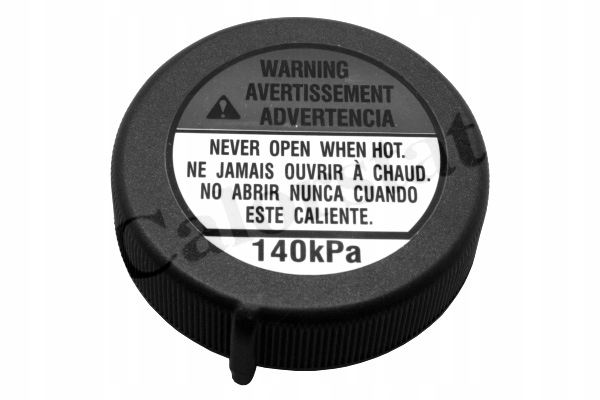 WARNING
AVERTISSEMENT
ADVERTENCIA
NEVER OPEN WHEN HOT.
NE JAMAIS OUVRIR À CHAUD.
NO ABRIR NUNCA CUANDO
ESTE CALIENTE.
140kPa